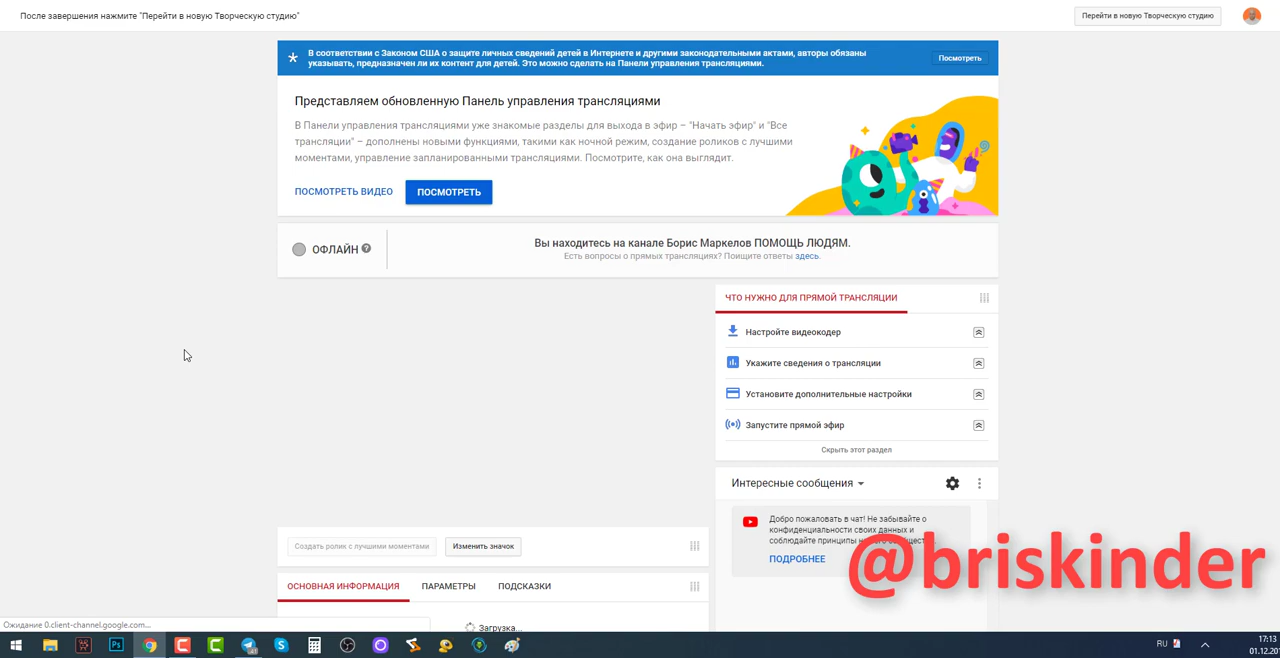 После завершения нажмите "Перейти в новую Творческую студию"
Перейти в новую Творческую студию
В соответствии с Законом США о защите личных сведений детей в Интернете и другими законодательными актами, авторы обязаны
указывать, предназначен ли их контент для детей. Это можно сделать на Панели управления трансляциями.
Посмотреть
Представляем обновленную Панель управления трансляциями
В Панели управления трансляциями уже знакомые разделы для выхода в эфир – "Начать эфир" и "Все
трансляции" – дополнены новыми функциями, такими как ночной режим, создание роликов с лучшими
моментами, управление запланированными трансляциями. Посмотрите, как она выглядит.
ПОСМОТРЕТЬ ВИДЕО
ПОСМОТРЕТЬ
ОФЛАЙН ?
Вы находитесь на канале Борис Маркелов ПОМОЩЬ ЛЮДЯМ.
Есть вопросы о прямых трансляциях? Поищите ответы здесь.
ЧТО НУЖНО ДЛЯ ПРЯМОЙ ТРАНСЛЯЦИИ
Настройте видеокодер
Укажите сведения о трансляции
Установите дополнительные настройки
Запустите прямой эфир
Скрыть этот раздел
Интересные сообщения
Добро пожаловать в чат! Не забывайте о
конфиденциальности своих данных и
соблюдайте принципы
ПОДРОБНЕЕ
@briskinder
Создать ролик с лучшими моментами
Изменить значок
ОСНОВНАЯ ИНФОРМАЦИЯ
ПАРАМЕТРЫ
ПОДСКАЗКИ
Загрузка...
Ожидание 0.client-channel.google.com...
RU
17:13
01.12.20